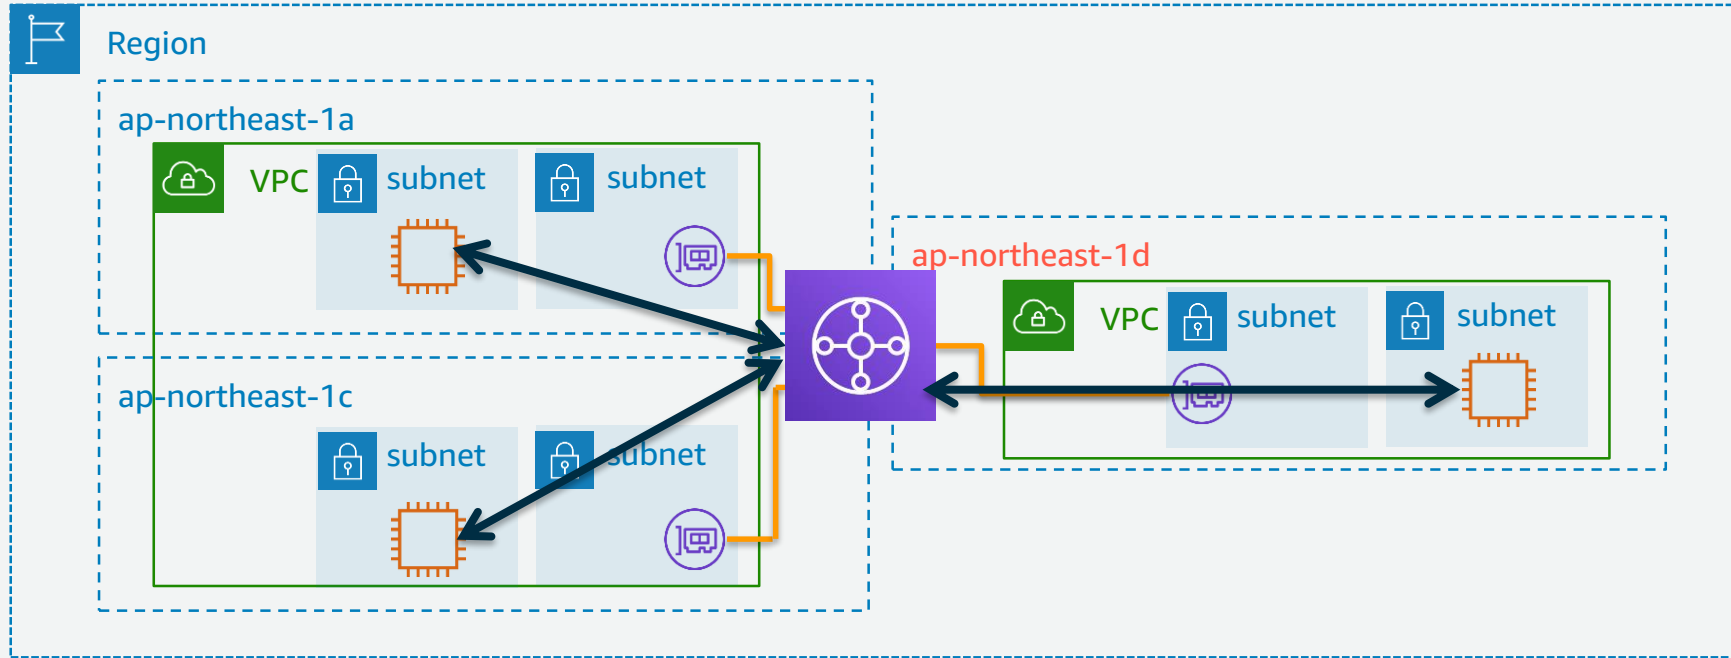 Region
ap-northeast-1a
VPC
subnet
subnet
ap-northeast-1c
subnet
subnet
ap-northeast-1d
VPC
subnet
subnet